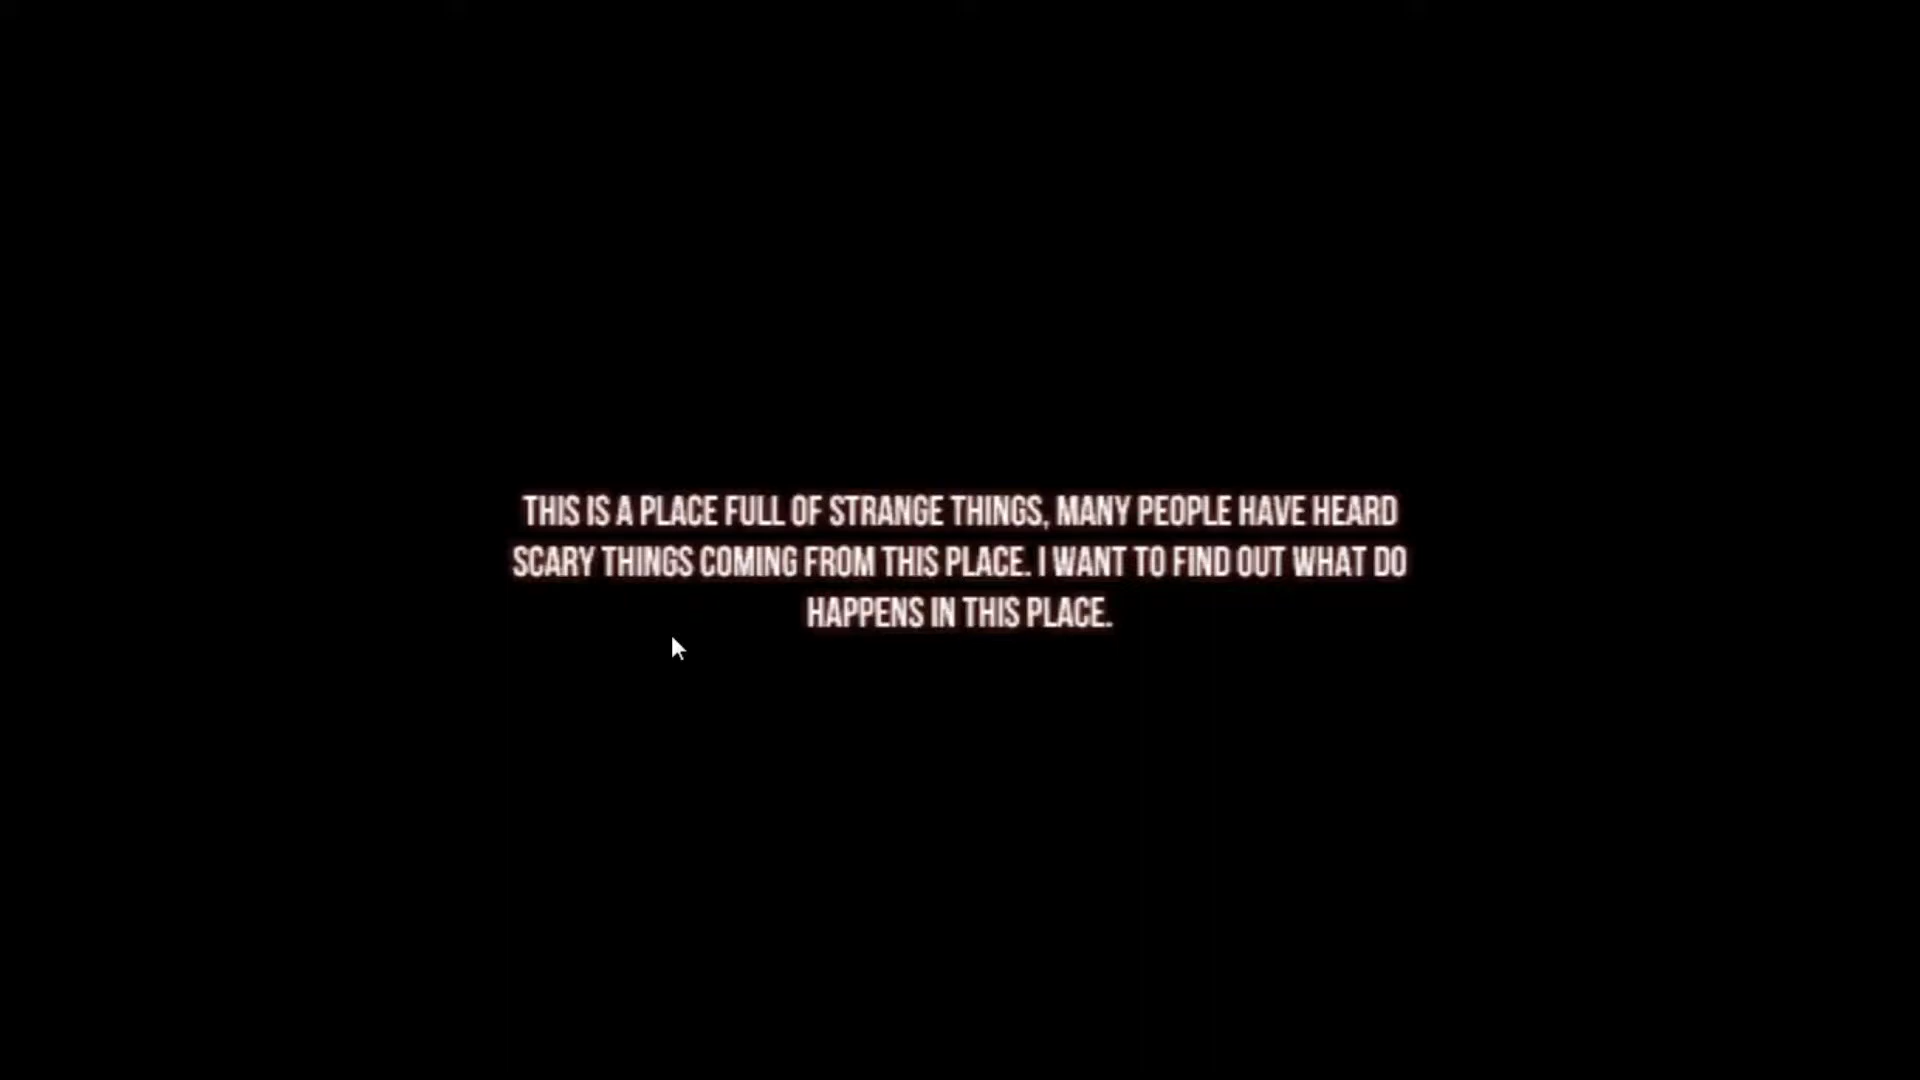 THIS IS A PLACE FULL OF STRANGE THINGS, MANY PEOPLE HAVE HEARD
SCARY THINGS COMING FROM THIS PLACE. I WANT TO FIND OUT WHAT DO
HAPPENS IN THIS PLACE.